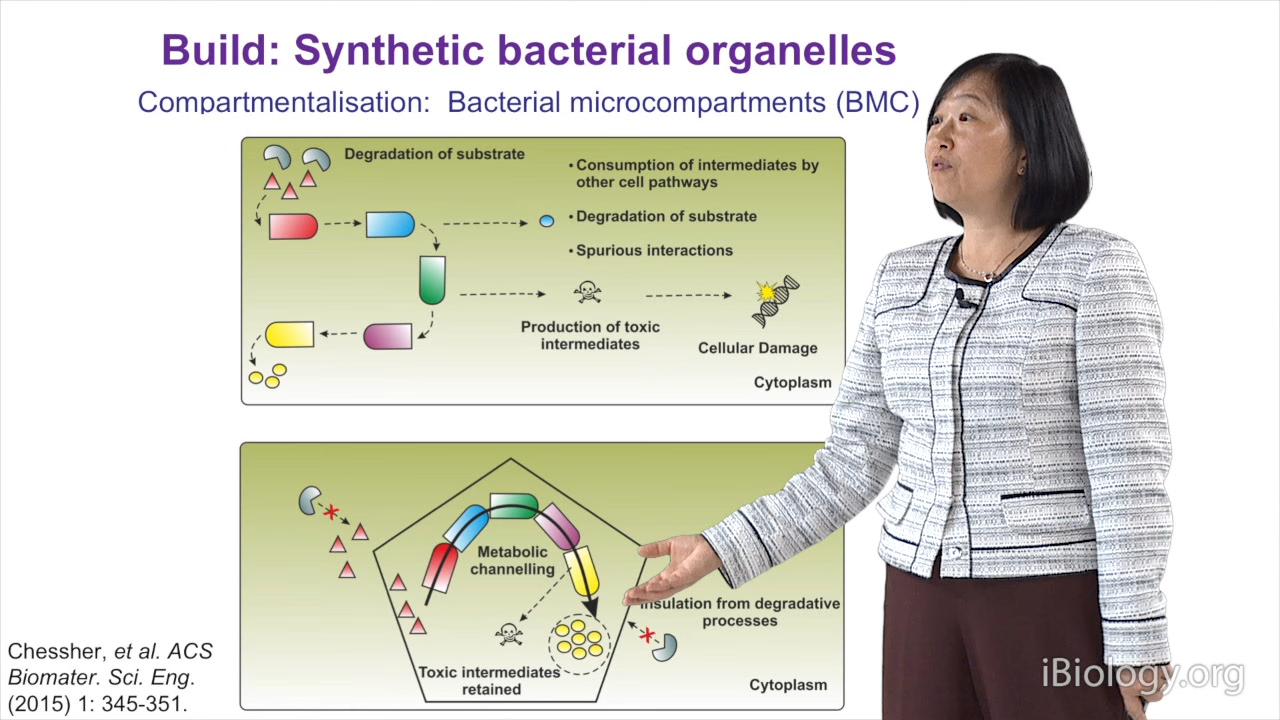 Build: Synthetic bacterial organelles
Compartmentalisation: Bacterial microcompartments (BMC)
Degradation of substrate
• Consumption of intermediates by
other cell pathways
• Degradation of substrate
• Spurious interactions
Production of toxic
intermediates
Cellular Damage
Cytoplasm
Metabolic
channelling
Insulation from degradative
processes
Toxic intermediates
retained
Cytoplasm
Chessher, et al. ACS
Biomater. Sci. Eng.
(2015) 1: 345-351.
iBiology.org